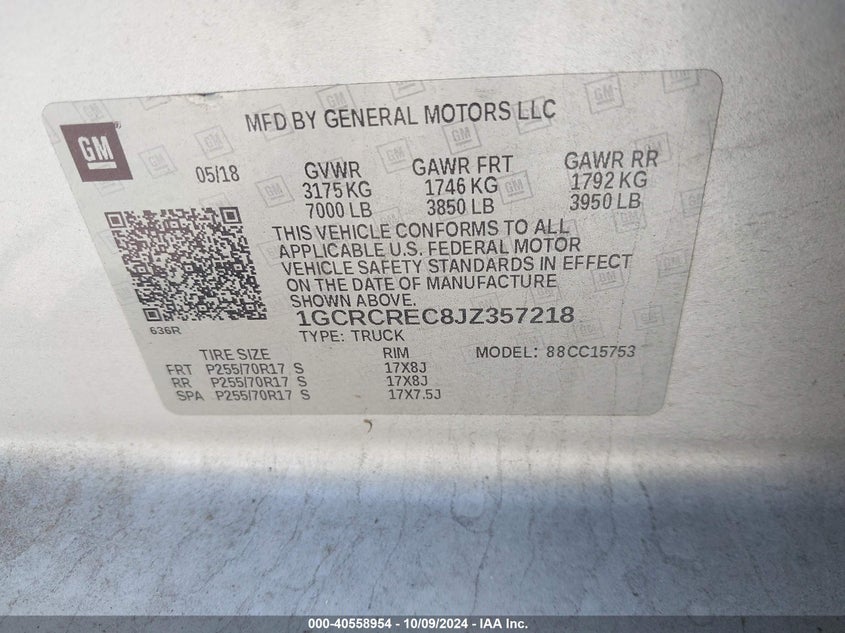 MFD BY GENERAL MOTORS LLC
GM
05/18 GVWR GAWR FRT GAWR RR
3175 KG 1746 KG 1792 KG
7000 LB 3850 LB 3950 LB
THIS VEHICLE CONFORMS TO ALL
APPLICABLE U.S. FEDERAL MOTOR
VEHICLE SAFETY STANDARDS IN EFFECT
ON THE DATE OF MANUFACTURE
SHOWN ABOVE.
636R
1GCRCREC8JZ357218
TYPE: TRUCK
TIRE SIZE RIM MODEL: 88CC15753
FRT P255/70R17 S 17X8J
RR P255/70R17 S 17X8J
SPA P255/70R17 S 17X7.5J
000-40558954 - 10/09/2024 - IAA Inc.